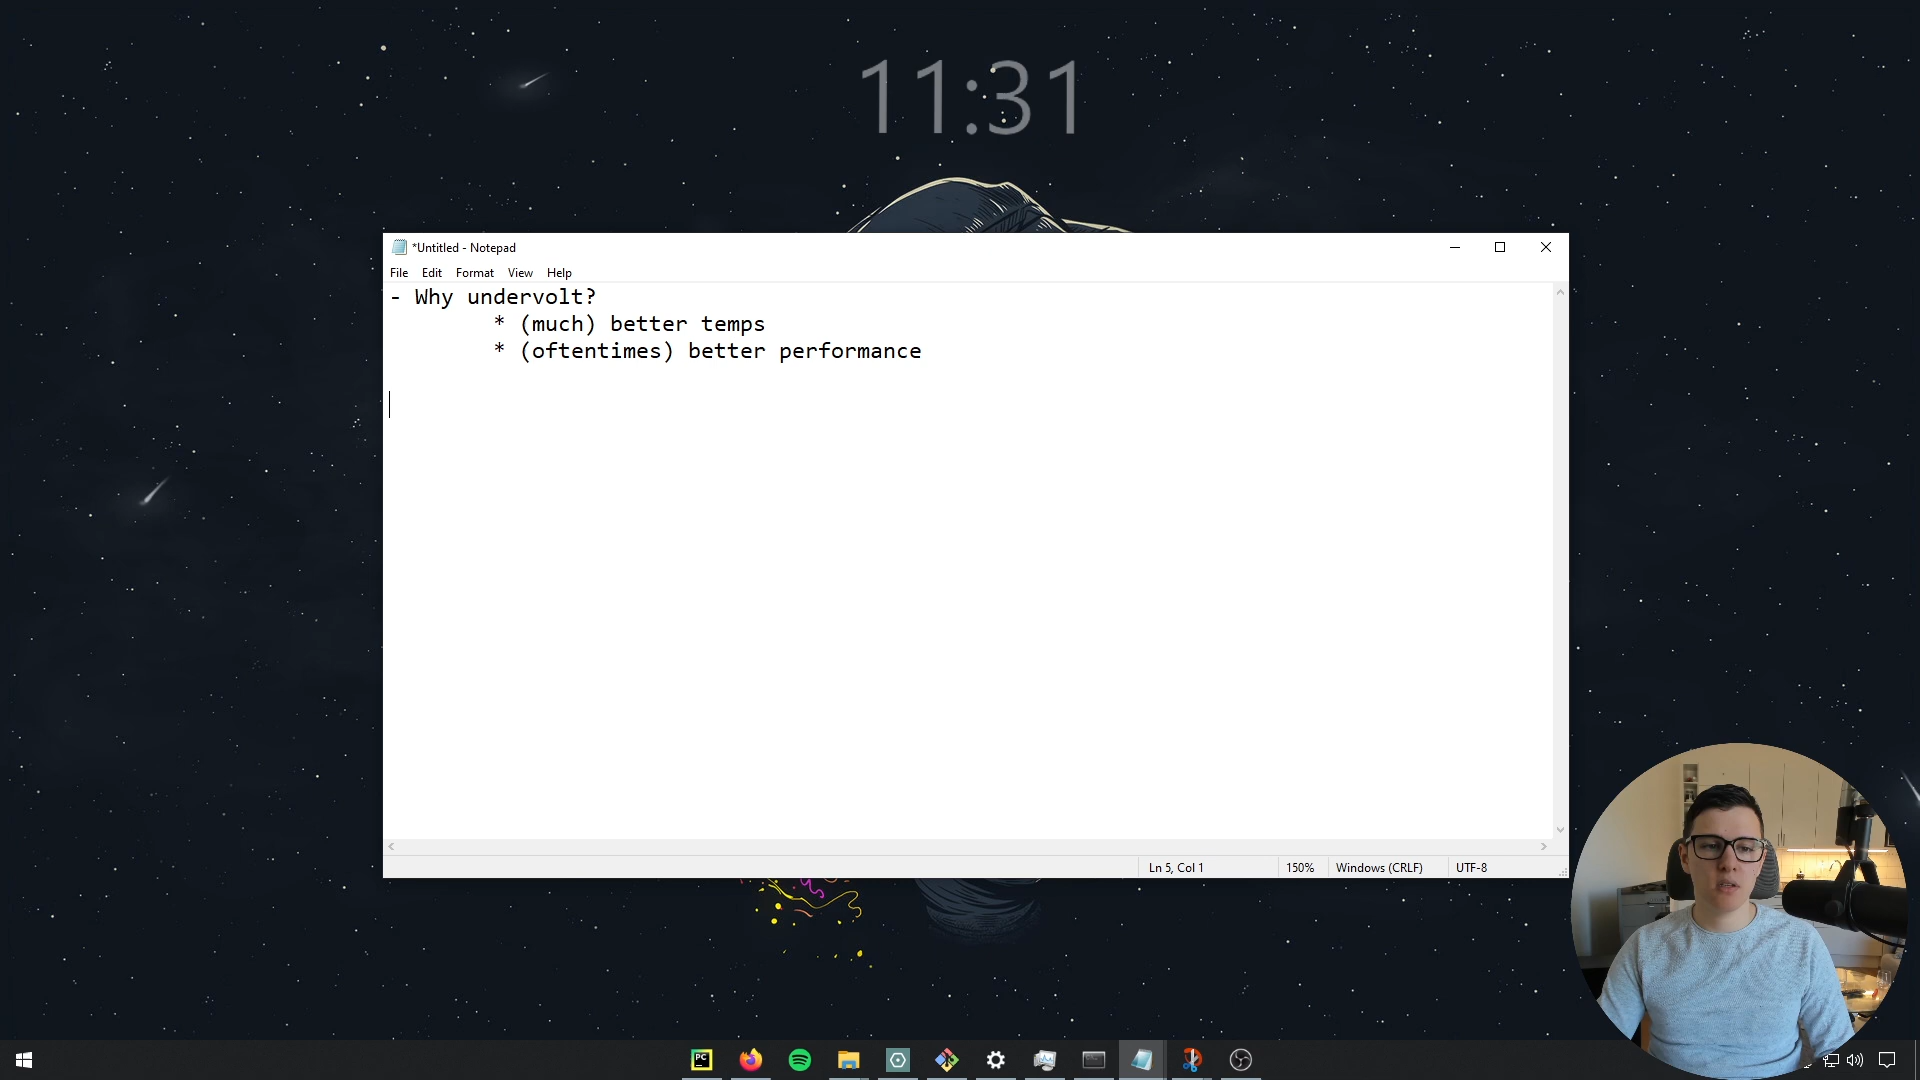 11:31
*Untitled - Notepad
File Edit Format View Help
- Why undervolt?
* (much) better temps
* (oftentimes) better performance
Ln 5, Col 1 150% Windows (CRLF) UTF-8
PC